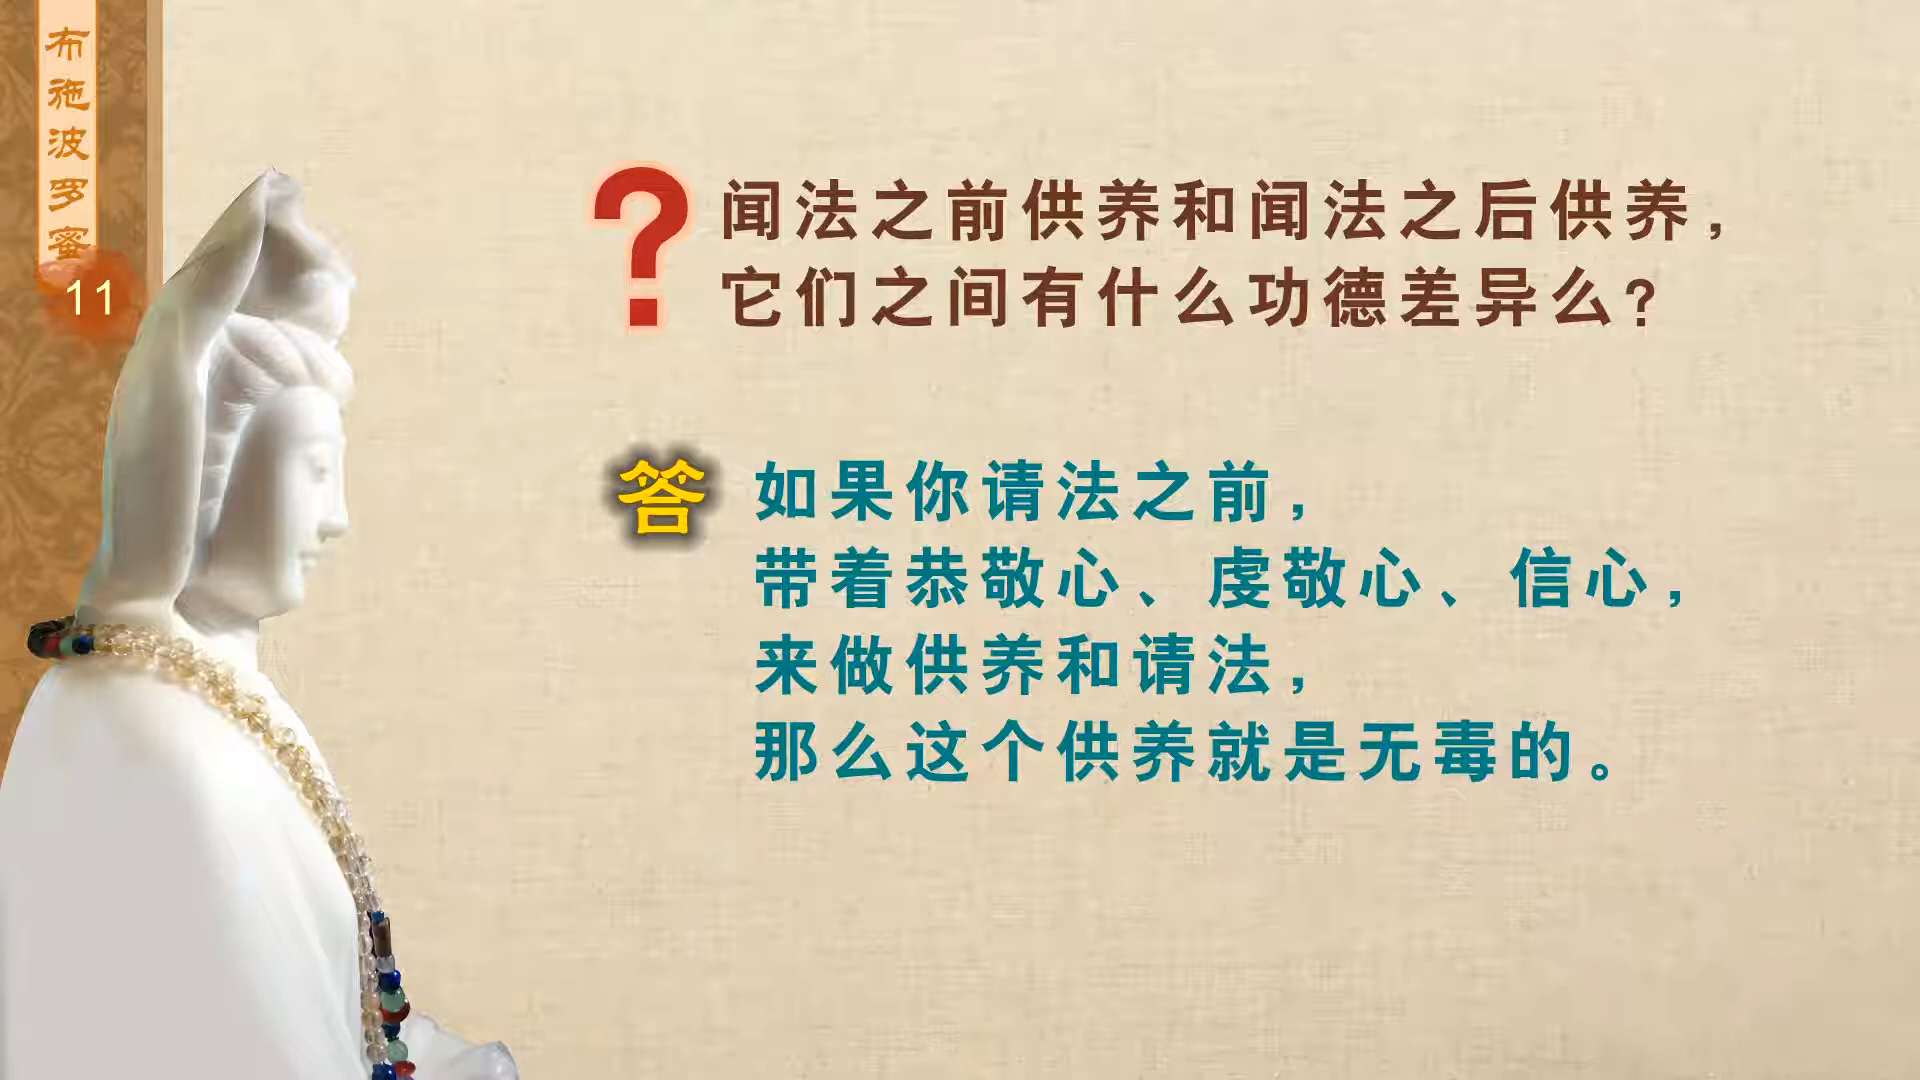 布施波罗蜜
11
?
闻法之前供养和闻法之后供养，
它们之间有什么功德差异么？
答
如果你请法之前，
带着恭敬心、虔敬心、信心，
来做供养和请法，
那么这个供养就是无毒的。